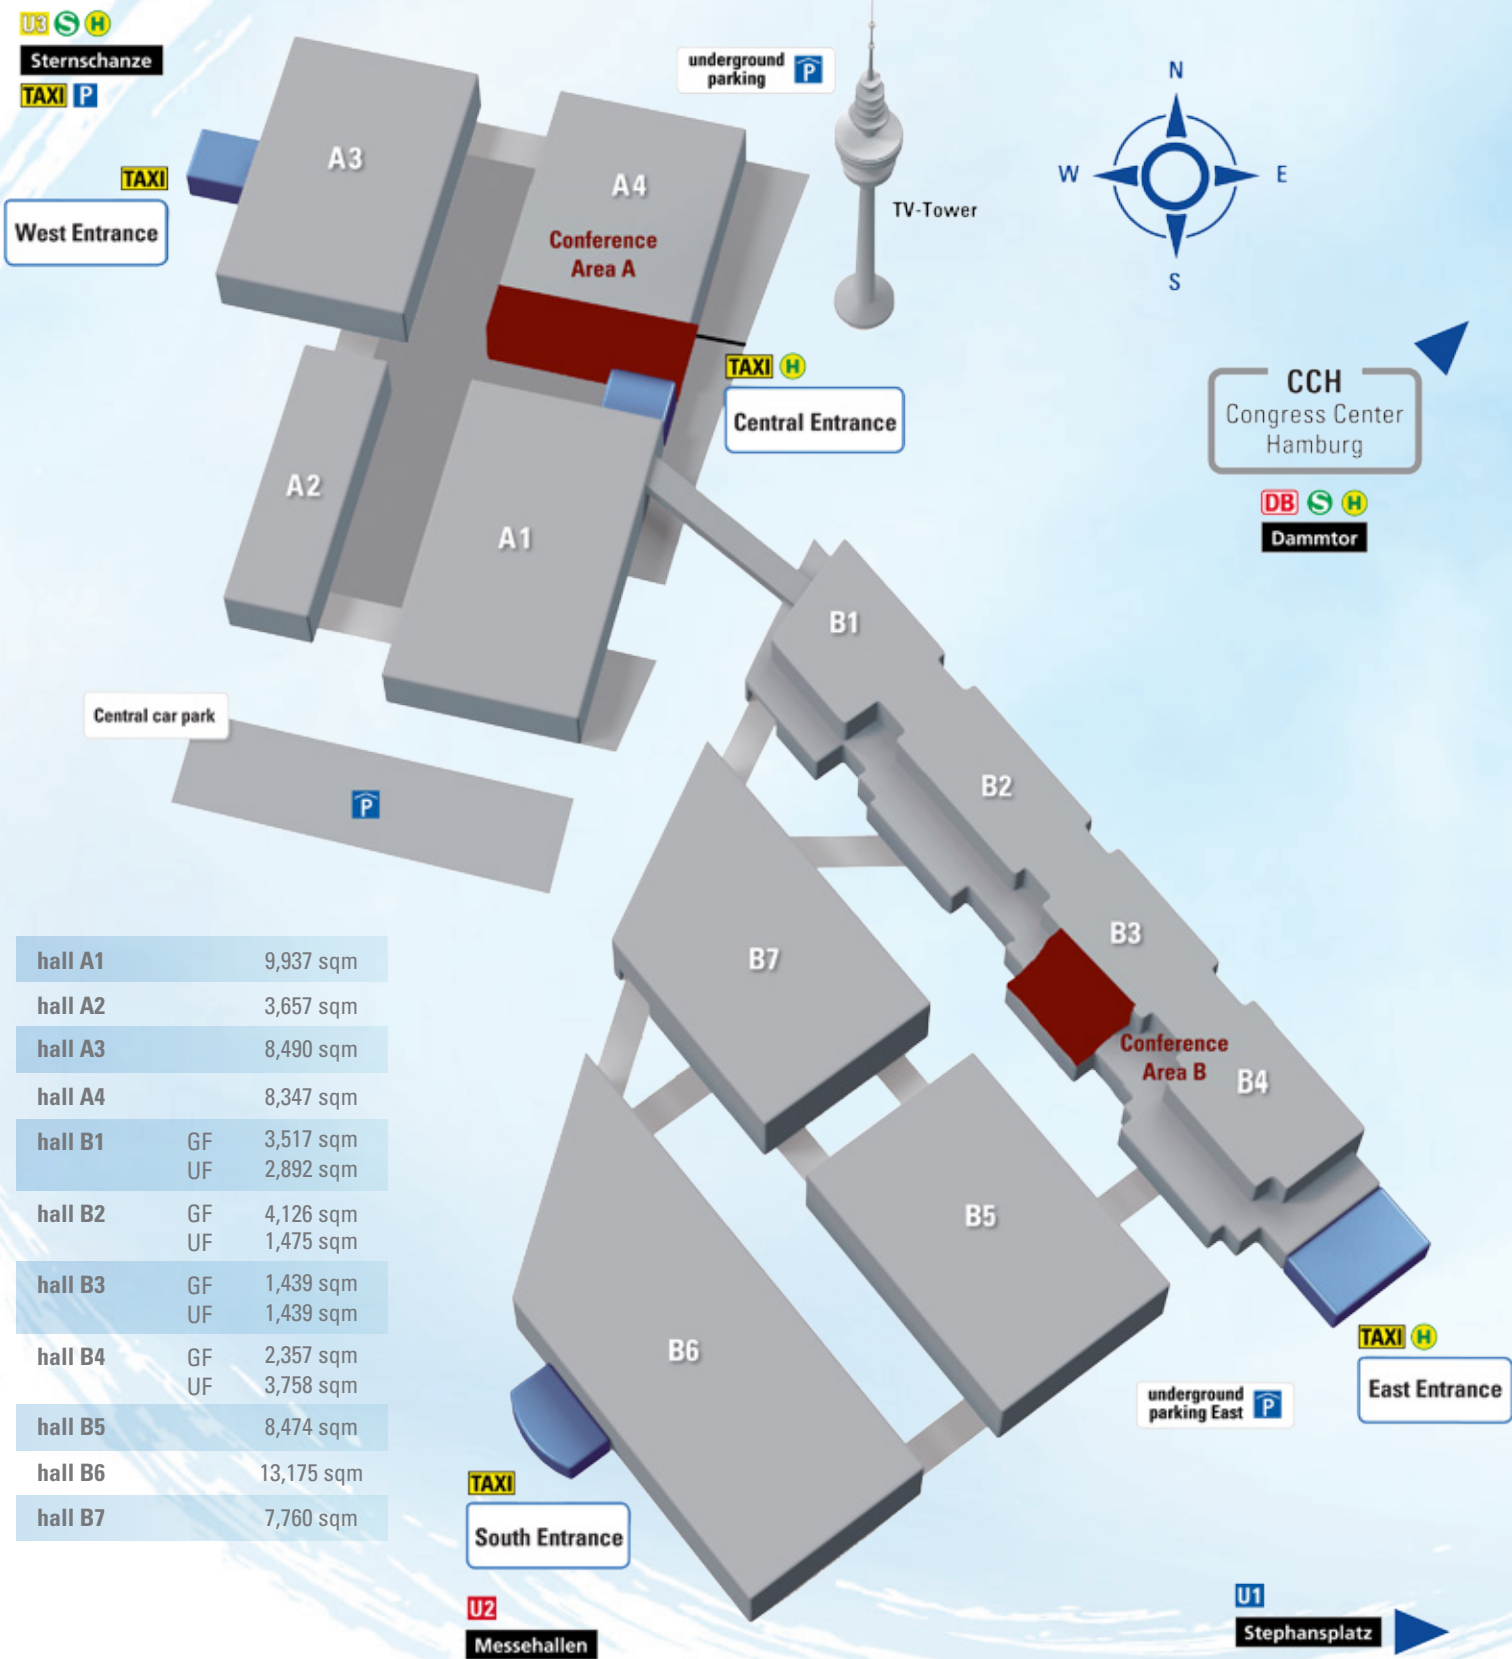 U3 S H
Sternschanze
TAXI P
TAXI
West Entrance
A3
underground
parking P
A4
Conference
Area A
TV-Tower
N
W E
S
TAXI H
Central Entrance
CCH
Congress Center
Hamburg
DB S H
Dammtor
A2
A1
B1
Central car park
P
B2
B3
B7
Conference
Area B
B4
B5
B6
hall A1 9,937 sqm
hall A2 3,657 sqm
hall A3 8,490 sqm
hall A4 8,347 sqm
hall B1 GF 3,517 sqm
UF 2,892 sqm
hall B2 GF 4,126 sqm
UF 1,475 sqm
hall B3 GF 1,439 sqm
UF 1,439 sqm
hall B4 GF 2,357 sqm
UF 3,758 sqm
hall B5 8,474 sqm
hall B6 13,175 sqm
hall B7 7,760 sqm
TAXI H
East Entrance
underground
parking East P
TAXI
South Entrance
U2
Messehallen
U1
Stephansplatz